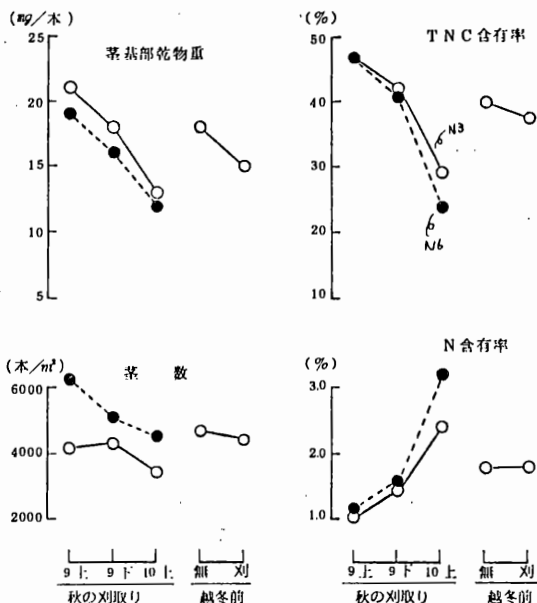 (mg/本)
茎基部乾物重
25
20
15
10
5
(%)
TNC含有率
50
40
30
20
10
N3
N6
(本/m²)
茎数
6000
4000
2000
9上 9下 10上 無 刈
秋の刈取り 越冬前
(%)
N含有率
3.0
2.0
1.0
9上 9下 10上 無 刈
秋の刈取り 越冬前